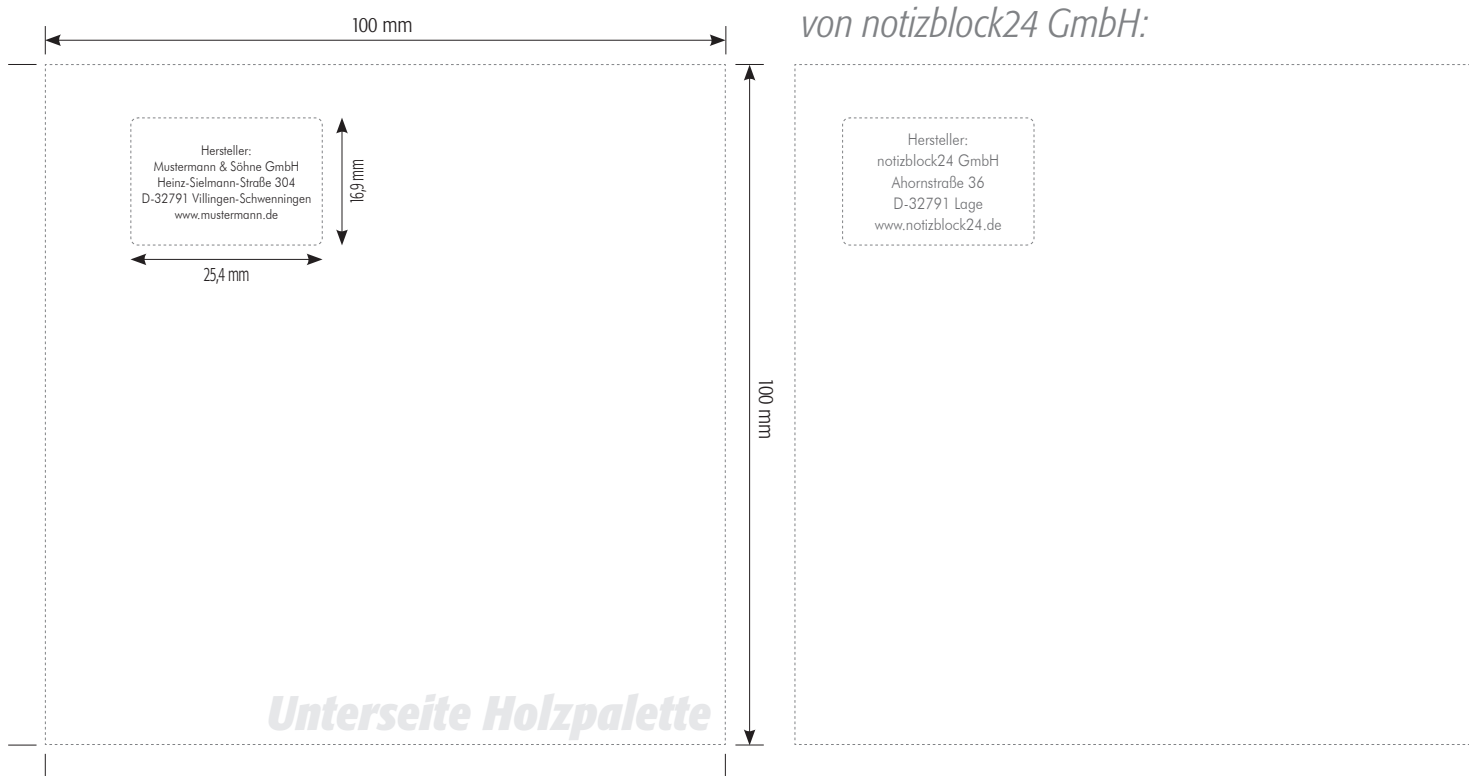 100 mm
von notizblock24 GmbH:
Hersteller:
Mustermann & Söhne GmbH
Heinz-Sielmann-Straße 304
D-32791 Villingen-Schwenningen
www.mustermann.de
16,9 mm
25,4 mm
100 mm
Unterseite Holzpalette
Hersteller:
notizblock24 GmbH
Ahornstraße 36
D-32791 Lage
www.notizblock24.de